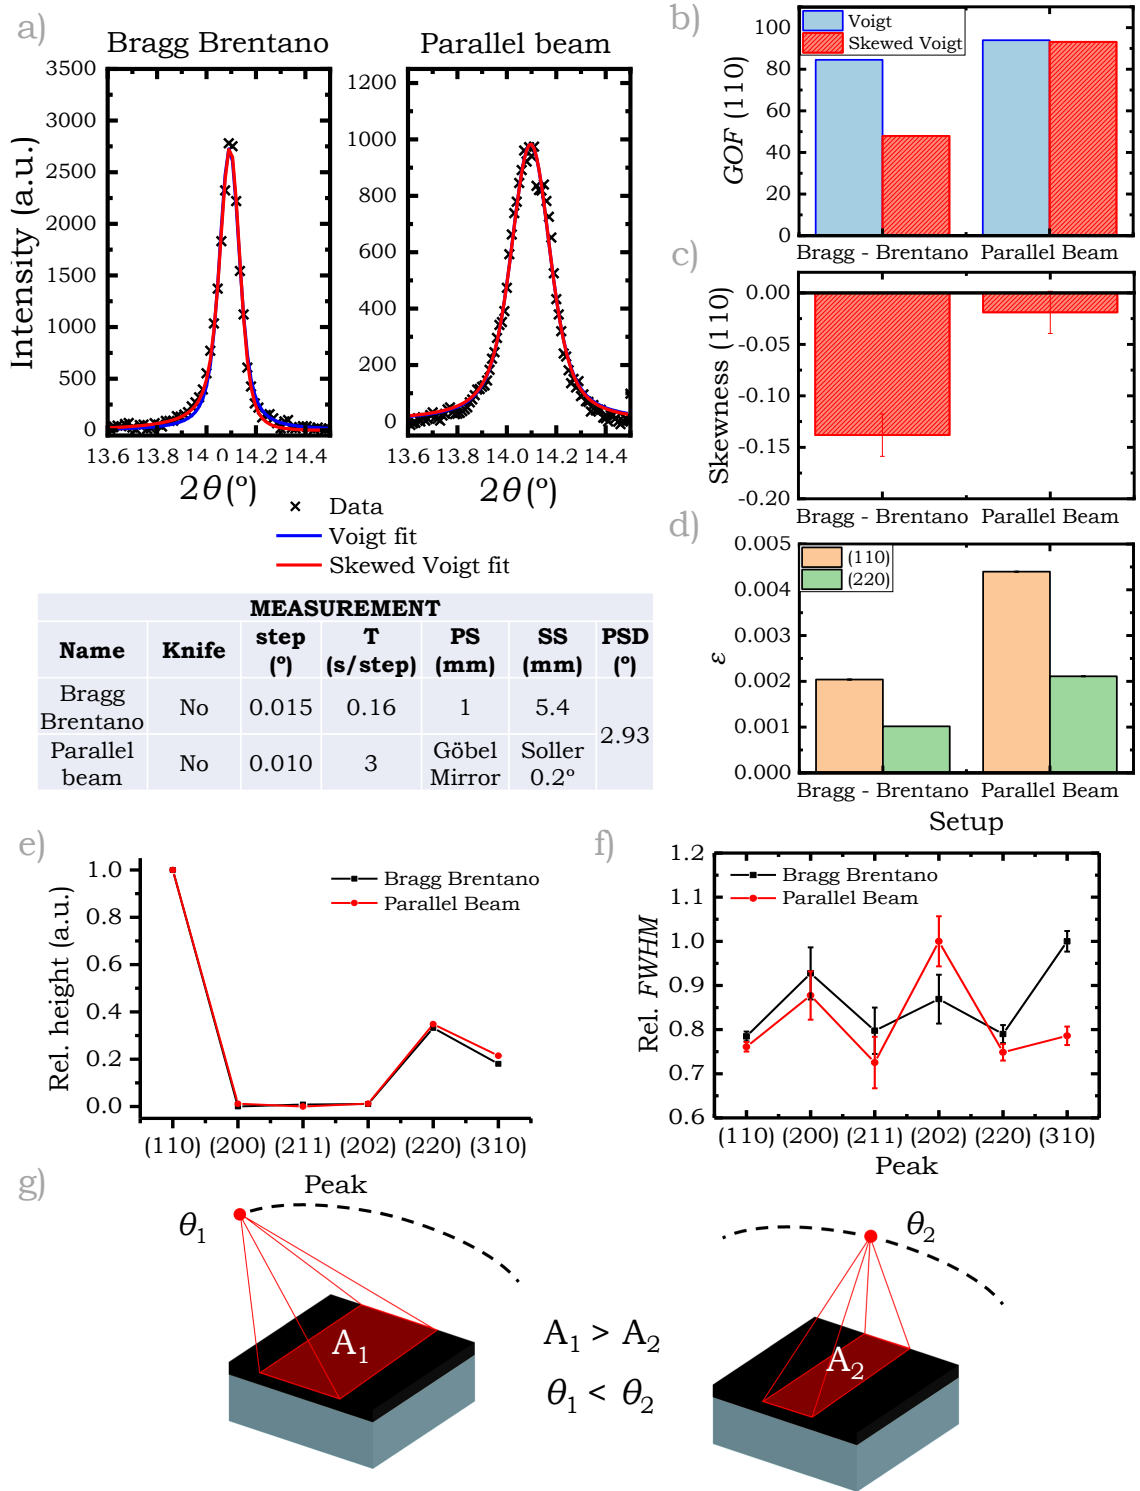 a)
Bragg Brentano
Parallel beam
Intensity (a.u.)
3500
3000
2500
2000
1500
1000
500
0
13.6 13.8 14.0 14.2 14.4
2θ(º)
1200
1000
800
600
400
200
0
13.6 13.8 14.0 14.2 14.4
2θ(º)
Data
Voigt fit
Skewed Voigt fit
MEASUREMENT
Name Knife step (º) T (s/step) PS (mm) SS (mm) PSD (º)
Bragg Brentano No 0.015 0.16 1 5.4 2.93
Parallel beam No 0.010 3 Göbel Mirror Soller 0.2º
b)
GOF (110)
100
80
60
40
20
0
Voigt
Skewed Voigt
Bragg - Brentano Parallel Beam
c)
Skewness (110)
0.00
-0.05
-0.10
-0.15
-0.20
Bragg - Brentano Parallel Beam
d)
ε
0.005
0.004
0.003
0.002
0.001
0.000
(110)
(220)
Bragg - Brentano Parallel Beam
Setup
e)
Rel. height (a.u.)
1.0
0.8
0.6
0.4
0.2
0.0
Bragg Brentano
Parallel Beam
(110) (200) (211) (202) (220) (310)
Peak
f)
Rel. FWHM
1.2
1.1
1.0
0.9
0.8
0.7
0.6
Bragg Brentano
Parallel Beam
(110) (200) (211) (202) (220) (310)
Peak
g)
θ1
A1
A1 > A2
θ1 < θ2
θ2
A2